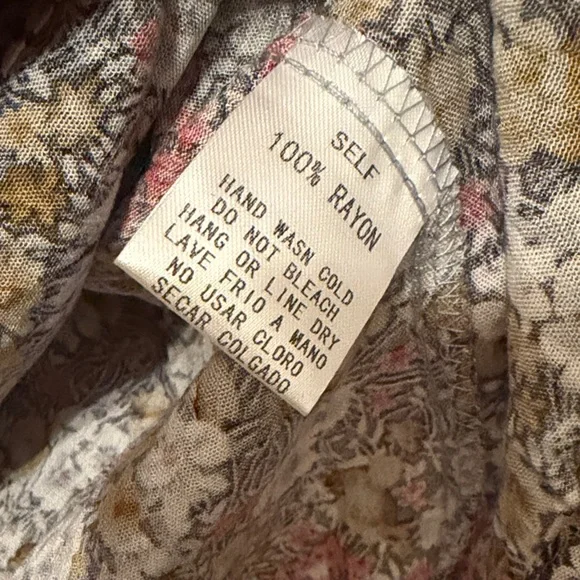 SELF
100% RAYON
HAND WASN COLD
DO NOT BLEACH
HANG OR LINE DRY
LAVE FRIO A MANO
NO USAR CLORO
SECAR COLGADO